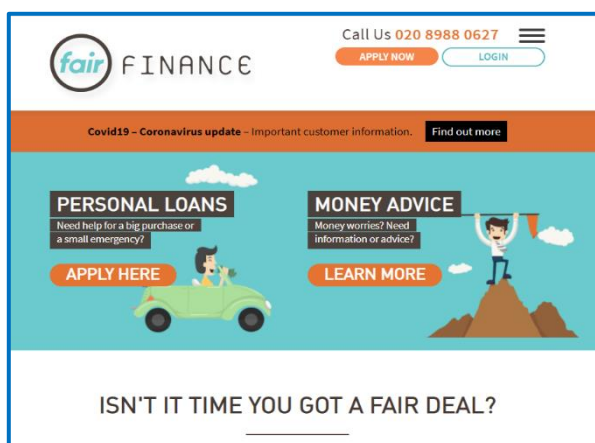 Call Us 020 8988 0627
fair FINANCE
APPLY NOW
LOGIN
Covid19 – Coronavirus update – Important customer information.
Find out more
PERSONAL LOANS
Need help for a big purchase or
a small emergency?
APPLY HERE
MONEY ADVICE
Money worries? Need
information or advice?
LEARN MORE
ISN'T IT TIME YOU GOT A FAIR DEAL?